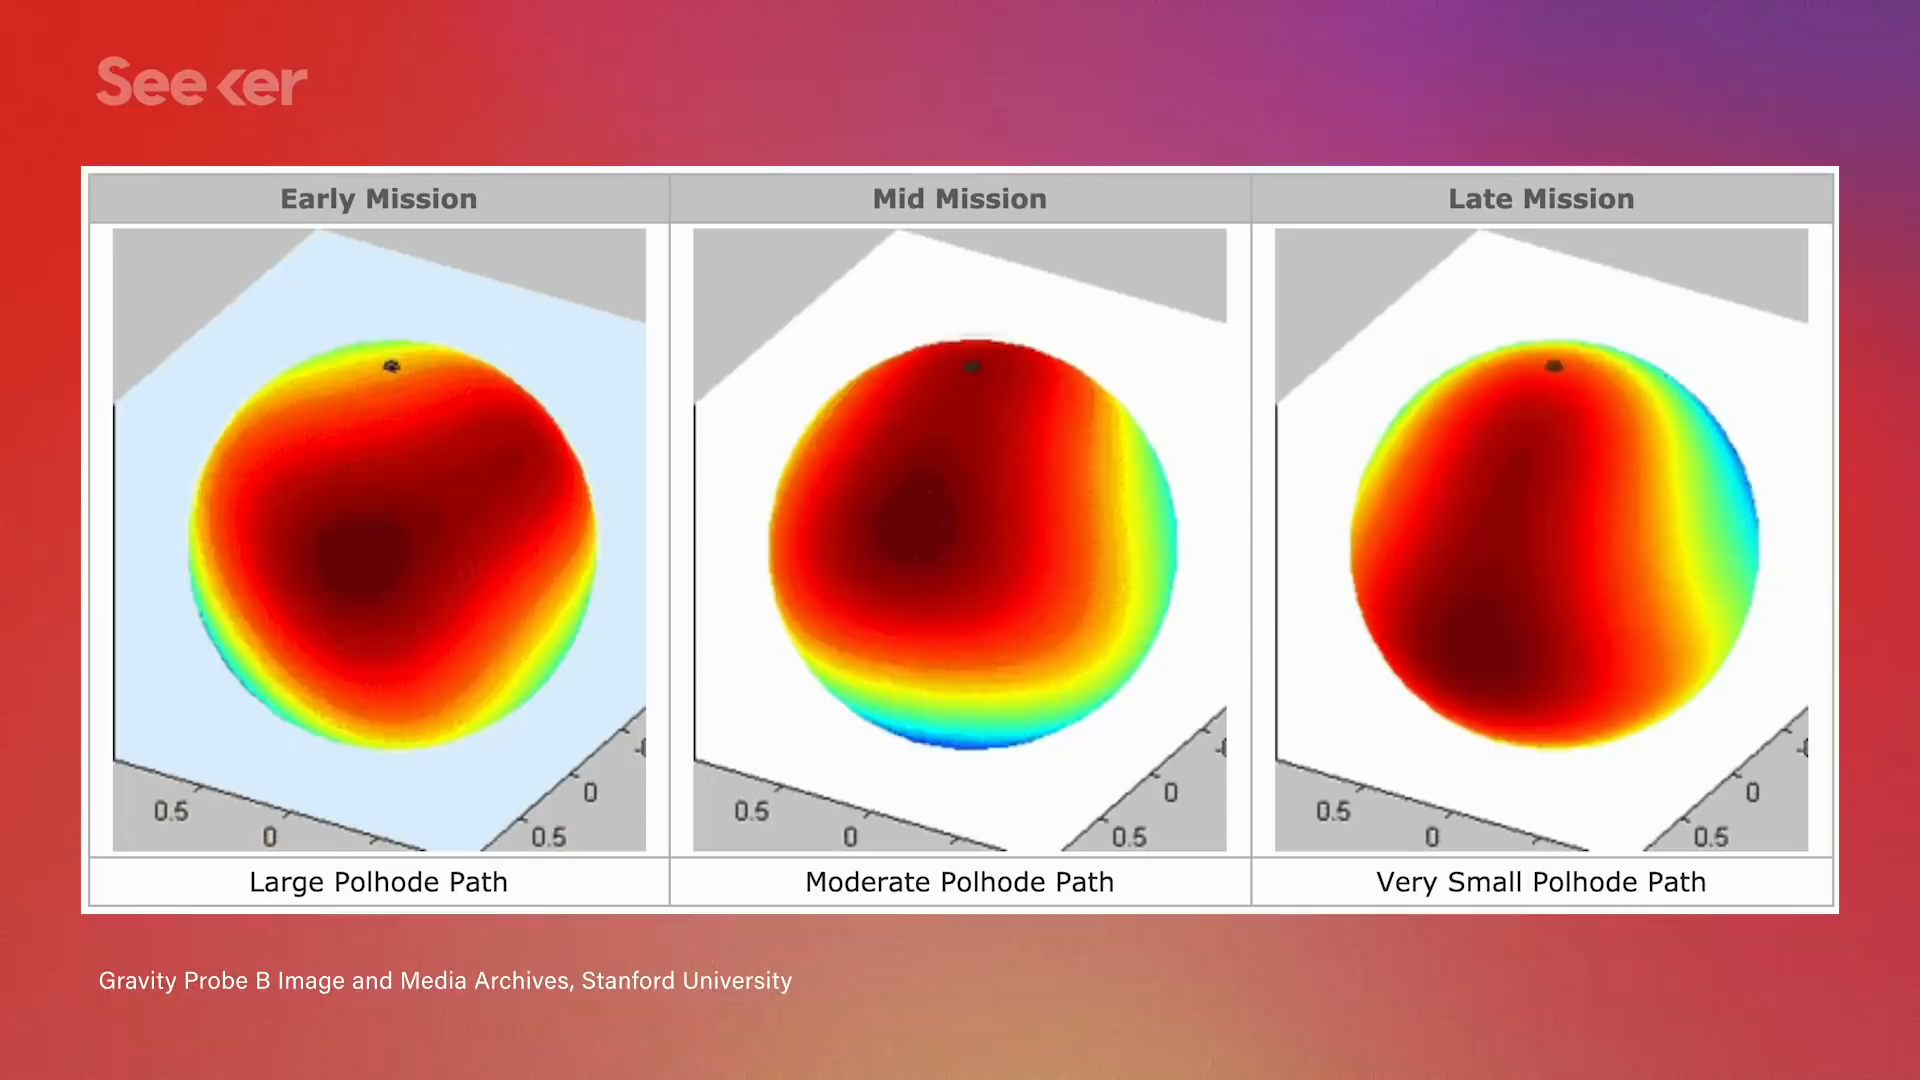 Seeker
Early Mission
Mid Mission
Late Mission
0.5
0
0.5
0
0.5
0
0.5
0
0.5
0
0.5
0
Large Polhode Path
Moderate Polhode Path
Very Small Polhode Path
Gravity Probe B Image and Media Archives, Stanford University